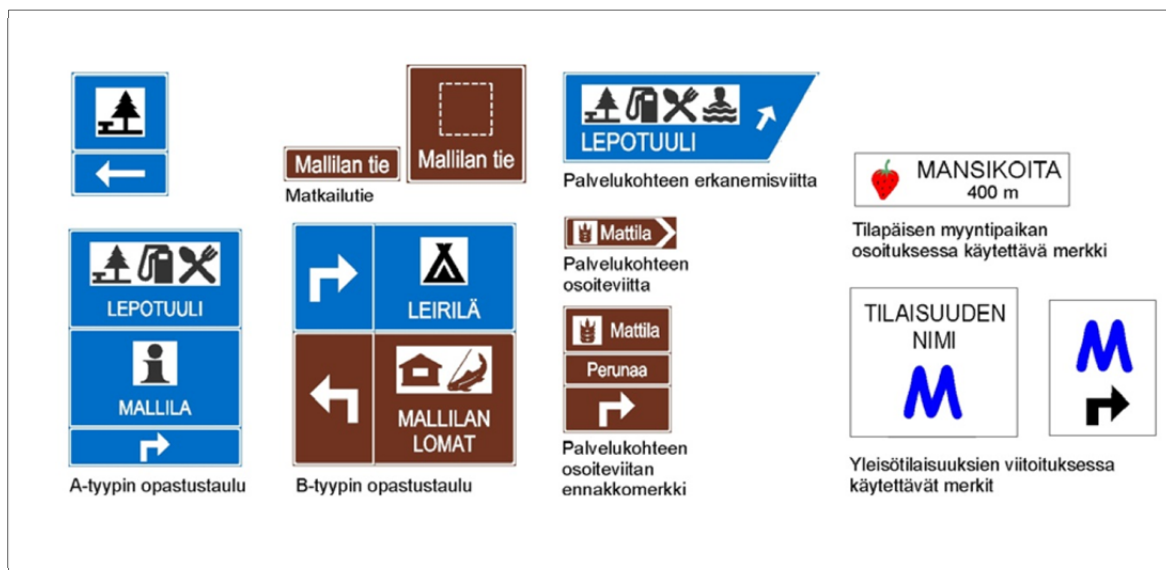 Mallilan tie
Mallilan tie
Matkailutie
LEPOTUULI
MALLILA
A-tyypin opastustaulu
LEIRILÄ
MALLILAN
LOMAT
B-tyypin opastustaulu
LEPOTUULI
Palvelukohteen erkanemisviitta
Mattila
Palvelukohteen
osoiteviitta
Mattila
Perunaa
Palvelukohteen
osoiteviitan
ennakkomerkki
MANSIKOITA
400 m
Tilapäisen myyntipaikan
osoituksessa käytettävä merkki
TILAISUUDEN
NIMI
M
M
Yleisötilaisuuksien viitoituksessa
käytettävät merkit